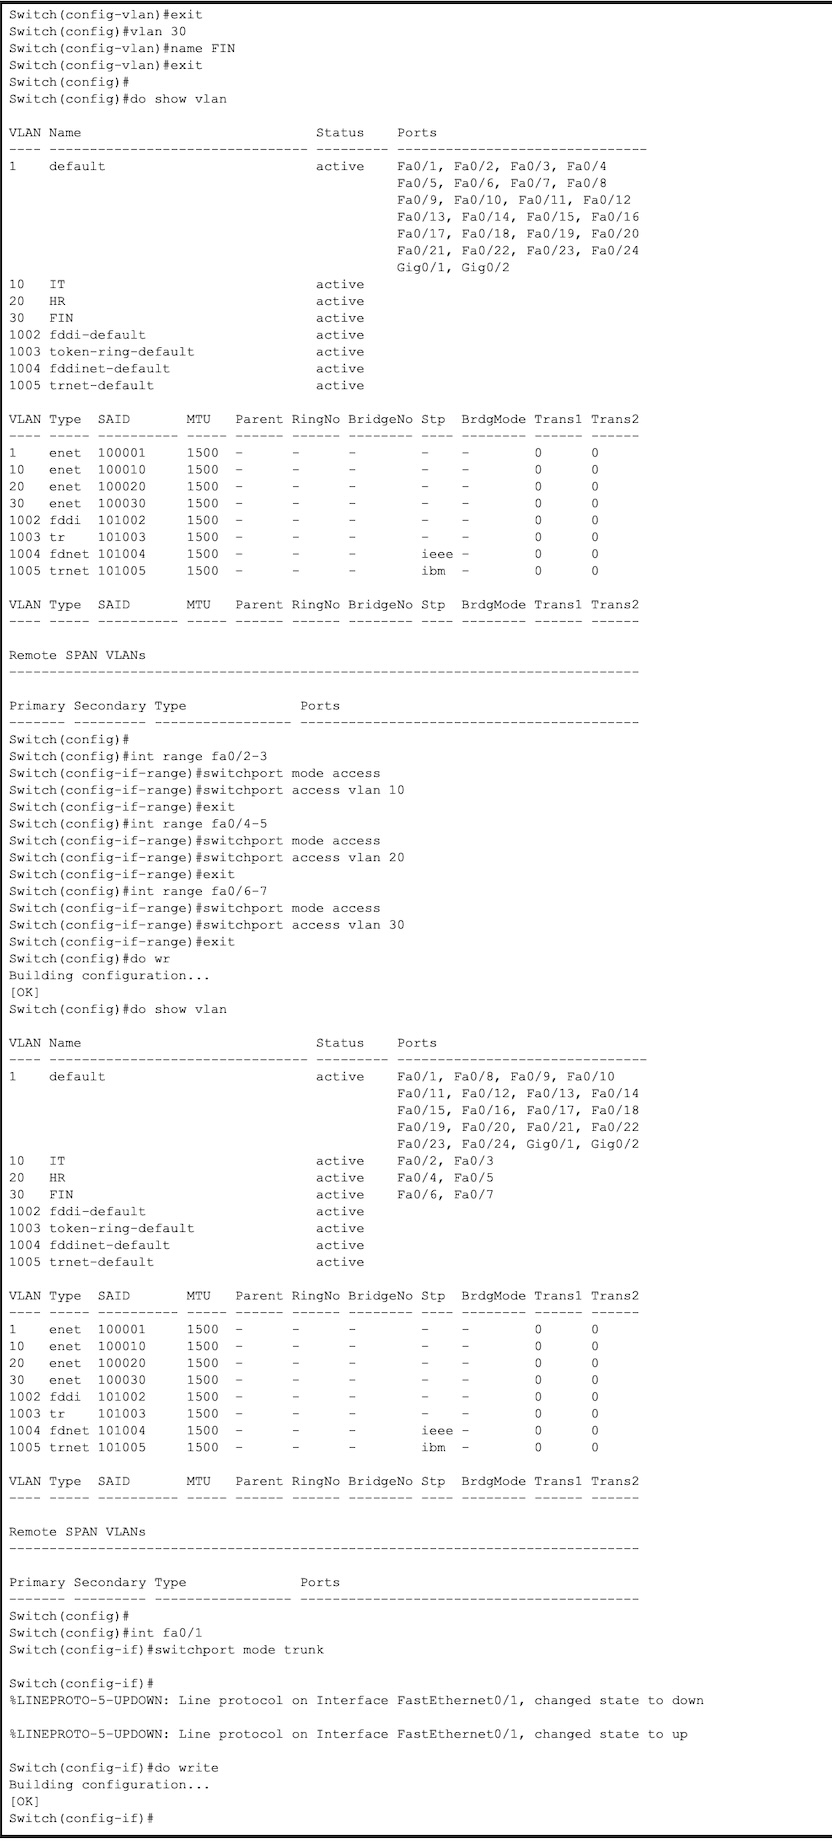 Switch(config-vlan)#exit
Switch(config)#vlan 30
Switch(config-vlan)#name FIN
Switch(config-vlan)#exit
Switch(config)#
Switch(config)#do show vlan

VLAN Name                             Status    Ports
---- -------------------------------- --------- -------------------------------
1    default                          active    Fa0/1, Fa0/2, Fa0/3, Fa0/4
                                                Fa0/5, Fa0/6, Fa0/7, Fa0/8
                                                Fa0/9, Fa0/10, Fa0/11, Fa0/12
                                                Fa0/13, Fa0/14, Fa0/15, Fa0/16
                                                Fa0/17, Fa0/18, Fa0/19, Fa0/20
                                                Fa0/21, Fa0/22, Fa0/23, Fa0/24
                                                Gig0/1, Gig0/2
10   IT                               active
20   HR                               active
30   FIN                              active
1002 fddi-default                     active
1003 token-ring-default               active
1004 fddinet-default                  active
1005 trnet-default                    active

VLAN Type  SAID       MTU   Parent RingNo BridgeNo Stp  BrdgMode Trans1 Trans2
---- ----- ---------- ----- ------ ------ -------- ---- -------- ------ ------
1    enet  100001     1500  -      -      -        -    -        0      0
10   enet  100010     1500  -      -      -        -    -        0      0
20   enet  100020     1500  -      -      -        -    -        0      0
30   enet  100030     1500  -      -      -        -    -        0      0
1002 fddi  101002     1500  -      -      -        -    -        0      0
1003 tr    101003     1500  -      -      -        -    -        0      0
1004 fdnet 101004     1500  -      -      -        ieee -        0      0
1005 trnet 101005     1500  -      -      -        ibm  -        0      0

VLAN Type  SAID       MTU   Parent RingNo BridgeNo Stp  BrdgMode Trans1 Trans2
---- ----- ---------- ----- ------ ------ -------- ---- -------- ------ ------

Remote SPAN VLANs
------------------------------------------------------------------------------

Primary Secondary Type              Ports
------- --------- ----------------- ------------------------------------------
Switch(config)#
Switch(config)#int range fa0/2-3
Switch(config-if-range)#switchport mode access
Switch(config-if-range)#switchport access vlan 10
Switch(config-if-range)#exit
Switch(config)#int range fa0/4-5
Switch(config-if-range)#switchport mode access
Switch(config-if-range)#switchport access vlan 20
Switch(config-if-range)#exit
Switch(config)#int range fa0/6-7
Switch(config-if-range)#switchport mode access
Switch(config-if-range)#switchport access vlan 30
Switch(config-if-range)#exit
Switch(config)#do wr
Building configuration...
[OK]
Switch(config)#do show vlan

VLAN Name                             Status    Ports
---- -------------------------------- --------- -------------------------------
1    default                          active    Fa0/1, Fa0/8, Fa0/9, Fa0/10
                                                Fa0/11, Fa0/12, Fa0/13, Fa0/14
                                                Fa0/15, Fa0/16, Fa0/17, Fa0/18
                                                Fa0/19, Fa0/20, Fa0/21, Fa0/22
                                                Fa0/23, Fa0/24, Gig0/1, Gig0/2
10   IT                               active    Fa0/2, Fa0/3
20   HR                               active    Fa0/4, Fa0/5
30   FIN                              active    Fa0/6, Fa0/7
1002 fddi-default                     active
1003 token-ring-default               active
1004 fddinet-default                  active
1005 trnet-default                    active

VLAN Type  SAID       MTU   Parent RingNo BridgeNo Stp  BrdgMode Trans1 Trans2
---- ----- ---------- ----- ------ ------ -------- ---- -------- ------ ------
1    enet  100001     1500  -      -      -        -    -        0      0
10   enet  100010     1500  -      -      -        -    -        0      0
20   enet  100020     1500  -      -      -        -    -        0      0
30   enet  100030     1500  -      -      -        -    -        0      0
1002 fddi  101002     1500  -      -      -        -    -        0      0
1003 tr    101003     1500  -      -      -        -    -        0      0
1004 fdnet 101004     1500  -      -      -        ieee -        0      0
1005 trnet 101005     1500  -      -      -        ibm  -        0      0

VLAN Type  SAID       MTU   Parent RingNo BridgeNo Stp  BrdgMode Trans1 Trans2
---- ----- ---------- ----- ------ ------ -------- ---- -------- ------ ------

Remote SPAN VLANs
------------------------------------------------------------------------------

Primary Secondary Type              Ports
------- --------- ----------------- ------------------------------------------
Switch(config)#
Switch(config)#int fa0/1
Switch(config-if)#switchport mode trunk

Switch(config-if)#
%LINEPROTO-5-UPDOWN: Line protocol on Interface FastEthernet0/1, changed state to down

%LINEPROTO-5-UPDOWN: Line protocol on Interface FastEthernet0/1, changed state to up

Switch(config-if)#do write
Building configuration...
[OK]
Switch(config-if)#